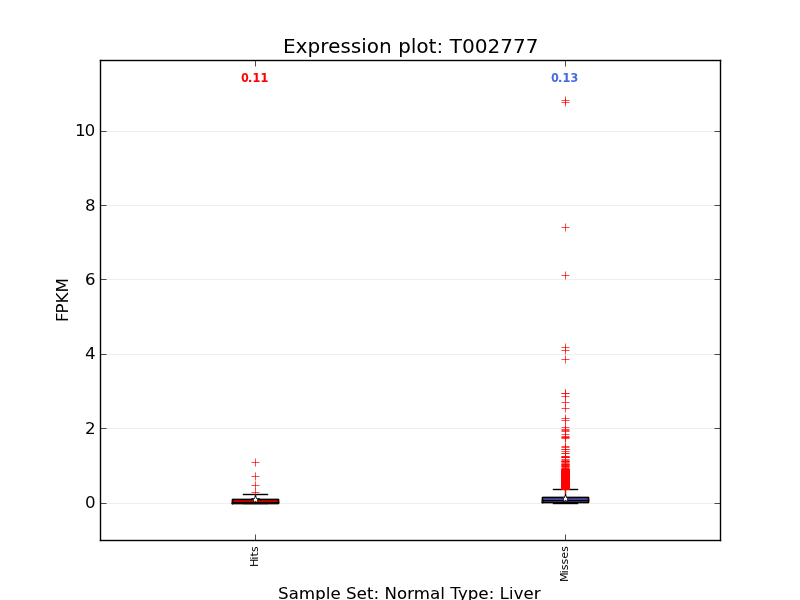 Expression plot: T002777
0.11
0.13
10
8
6
4
2
0
FPKM
Hits
Misses
Sample Set: Normal Type: Liver